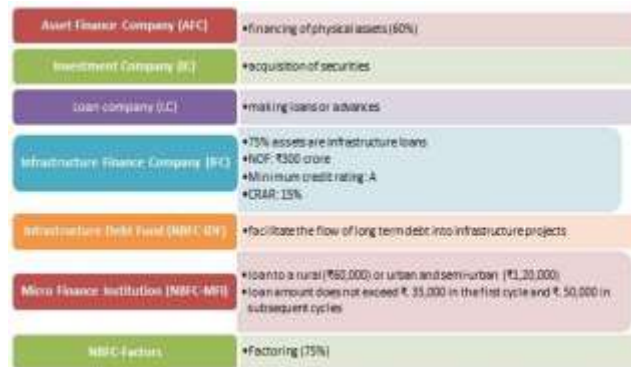 Asset Finance Company (AFC)
•financing of physical assets (60%)
Investment Company (IC)
•acquisition of securities
Loan company (LC)
•making loans or advances
Infrastructure Finance Company (IFC)
•75% assets are infrastructure loans
•NOF: ₹300 crore
•Minimum credit rating: A
•CRAR: 15%
Infrastructure Debt Fund (NBFC-IDF)
•facilitate the flow of long term debt into infrastructure projects
Micro Finance Institution (NBFC-MFI)
•loan to a rural (₹60,000) or urban and semi-urban (₹1,20,000)
•loan amount does not exceed ₹. 35,000 in the first cycle and ₹. 50,000 in
subsequent cycles
NBFC-Factors
•Factoring (75%)